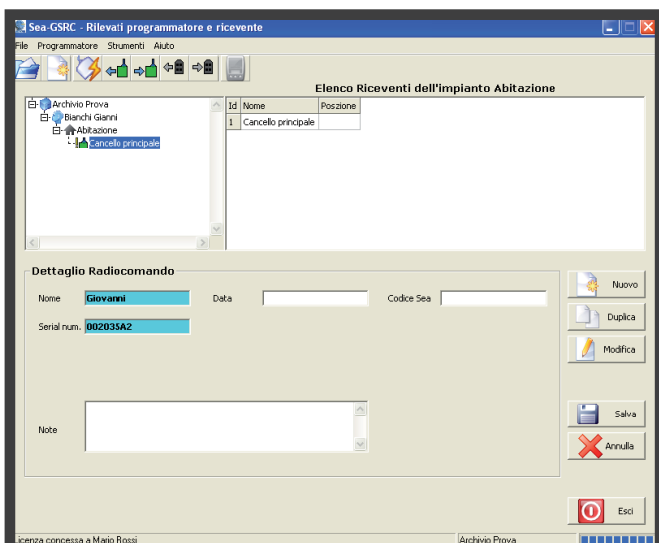 Sea-GSRC - Rilevati programmatore e ricevente
File Programmatore Strumenti Aiuto
Elenco Riceventi dell'impianto Abitazione
Archivio Prova
Bianchi Gianni
Abitazione
Cancello principale
Id Nome Poszione
1 Cancello principale
Dettaglio Radiocomando
Nome Giovanni Data Codice Sea
Serial num. 002035A2
Note
Nuovo
Duplica
Modifica
Salva
Annulla
Esci
icenza concessa a Mario Rossi Archivio Prova